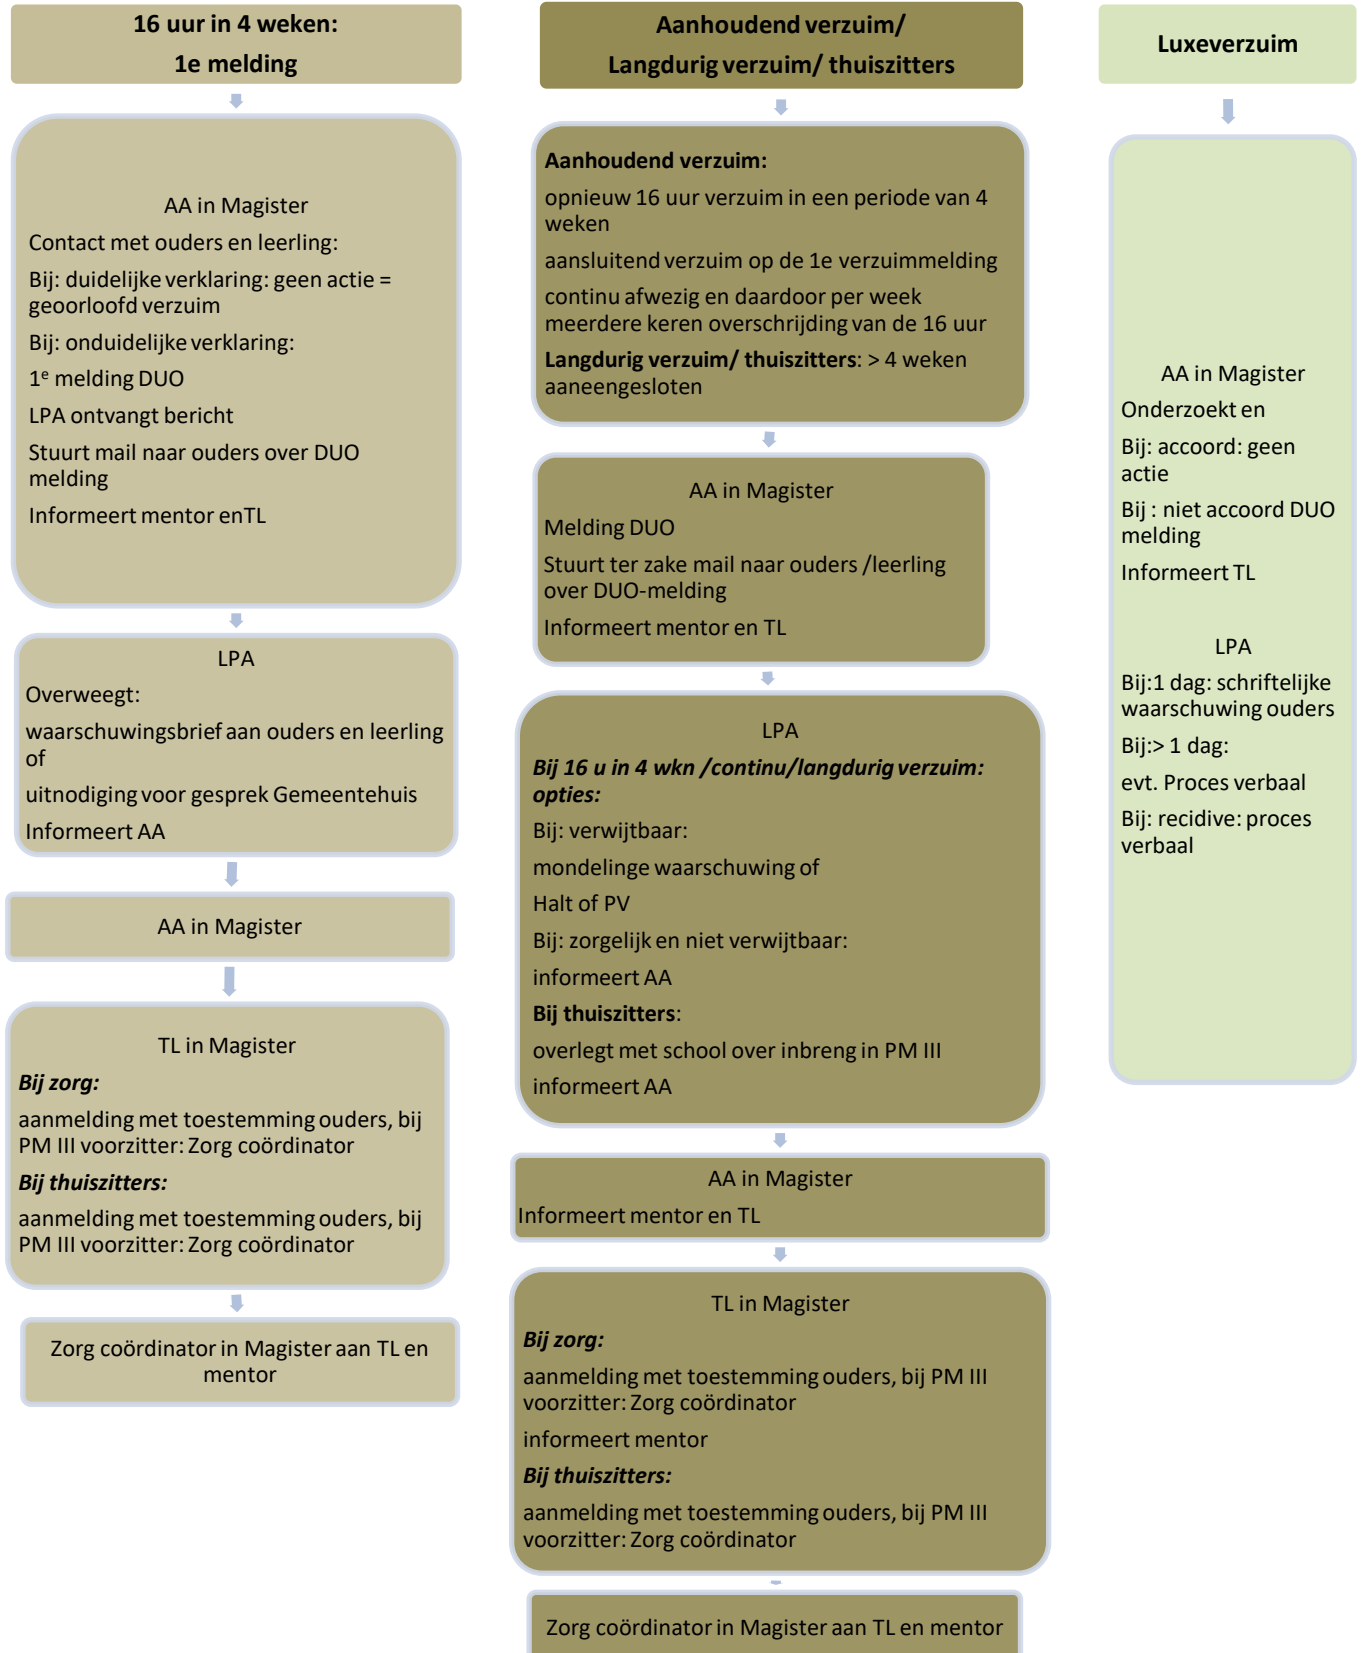 16 uur in 4 weken:
1e melding
AA in Magister
Contact met ouders en leerling:
Bij: duidelijke verklaring: geen actie =
geoorloofd verzuim
Bij: onduidelijke verklaring:
1e melding DUO
LPA ontvangt bericht
Stuurt mail naar ouders over DUO
melding
Informeert mentor enTL
LPA
Overweegt:
waarschuwingsbrief aan ouders en leerling
of
uitnodiging voor gesprek Gemeentehuis
Informeert AA
AA in Magister
TL in Magister
Bij zorg:
aanmelding met toestemming ouders, bij
PM III voorzitter: Zorg coördinator
Bij thuiszitters:
aanmelding met toestemming ouders, bij
PM III voorzitter: Zorg coördinator
Zorg coördinator in Magister aan TL en
mentor
Aanhoudend verzuim/
Langdurig verzuim/ thuiszitters
Aanhoudend verzuim:
opnieuw 16 uur verzuim in een periode van 4
weken
aansluitend verzuim op de 1e verzuimmelding
continu afwezig en daardoor per week
meerdere keren overschrijding van de 16 uur
Langdurig verzuim/ thuiszitters: > 4 weken
aaneengesloten
AA in Magister
Melding DUO
Stuurt ter zake mail naar ouders /leerling
over DUO-melding
Informeert mentor en TL
LPA
Bij 16 u in 4 wkn /continu/langdurig verzuim:
opties:
Bij: verwijtbaar:
mondelinge waarschuwing of
Halt of PV
Bij: zorgelijk en niet verwijtbaar:
informeert AA
Bij thuiszitters:
overlegt met school over inbreng in PM III
informeert AA
AA in Magister
Informeert mentor en TL
TL in Magister
Bij zorg:
aanmelding met toestemming ouders, bij PM III
voorzitter: Zorg coördinator
informeert mentor
Bij thuiszitters:
aanmelding met toestemming ouders, bij PM III
voorzitter: Zorg coördinator
Zorg coördinator in Magister aan TL en mentor
Luxeverzuim
AA in Magister
Onderzoekt en
Bij: accoord: geen
actie
Bij : niet accoord DUO
melding
Informeert TL
LPA
Bij:1 dag: schriftelijke
waarschuwing ouders
Bij:> 1 dag:
evt. Proces verbaal
Bij: recidive: proces
verbaal